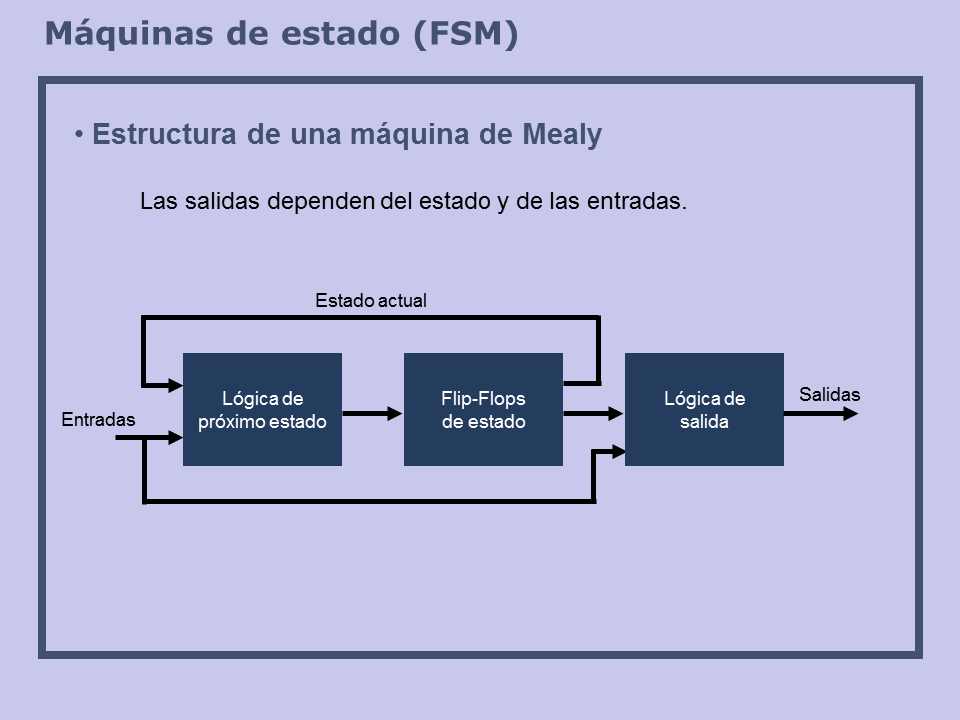 Máquinas de estado (FSM)
• Estructura de una máquina de Mealy
Las salidas dependen del estado y de las entradas.
Estado actual
Entradas
Lógica de
próximo estado
Flip-Flops
de estado
Lógica de
salida
Salidas